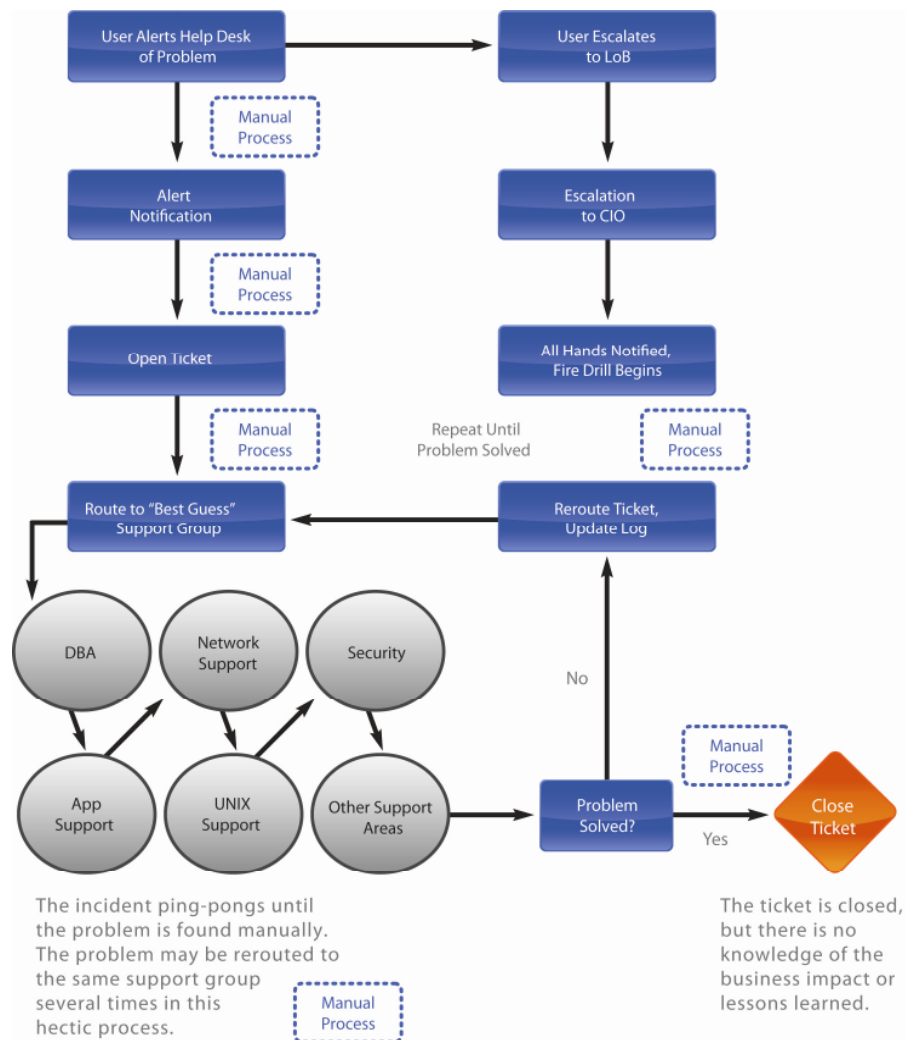 User Alerts Help Desk
of Problem
User Escalates
to LoB
Manual
Process
Alert
Notification
Escalation
to CIO
Manual
Process
Open Ticket
All Hands Notified,
Fire Drill Begins
Manual
Process
Repeat Until
Problem Solved
Manual
Process
Route to “Best Guess”
Support Group
Reroute Ticket,
Update Log
DBA
Network
Support
Security
No
App
Support
UNIX
Support
Other Support
Areas
Problem
Solved?
Manual
Process
Yes
Close
Ticket
The incident ping-pongs until
the problem is found manually.
The problem may be rerouted to
the same support group
several times in this
hectic process.
Manual
Process
The ticket is closed,
but there is no
knowledge of the
business impact or
lessons learned.